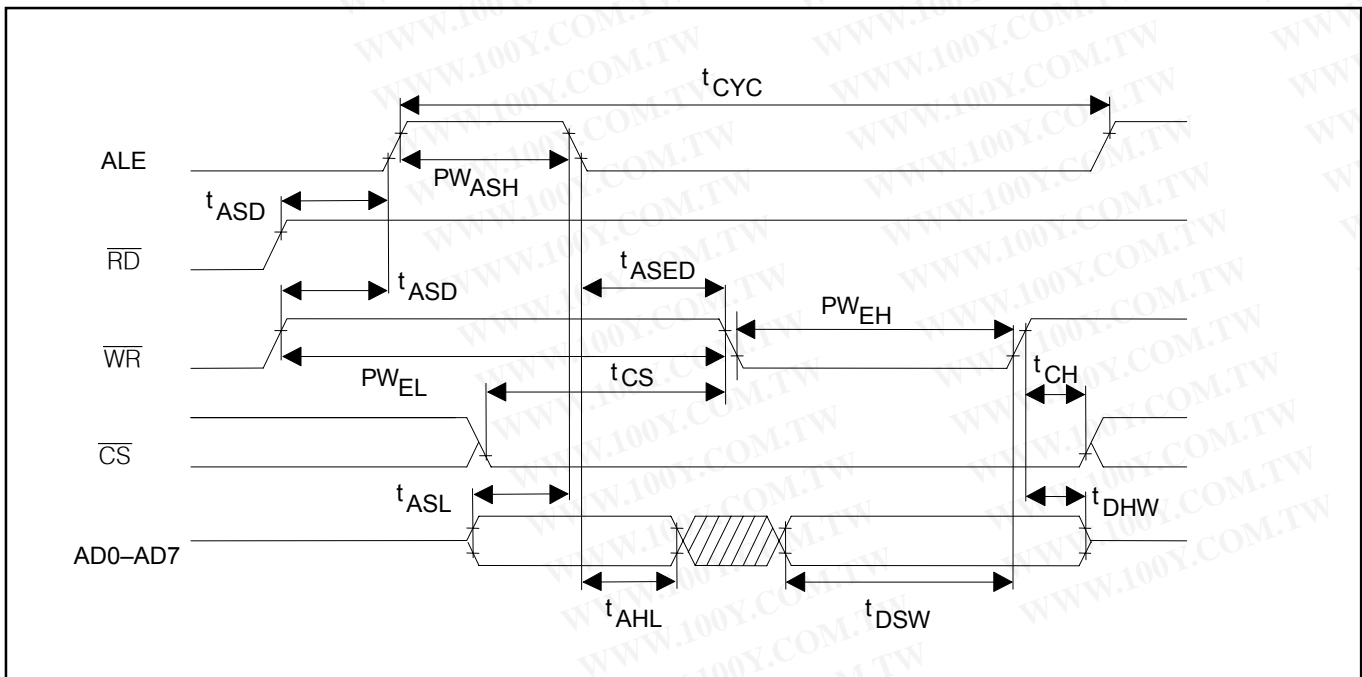 tCYC
ALE
PWASH
tASD
RD
tASED
tASD
PWEH
WR
PWEL
tCS
tCH
CS
tASL
tDHW
AD0–AD7
tAHL
tDSW
WWW.100Y.COM.TW